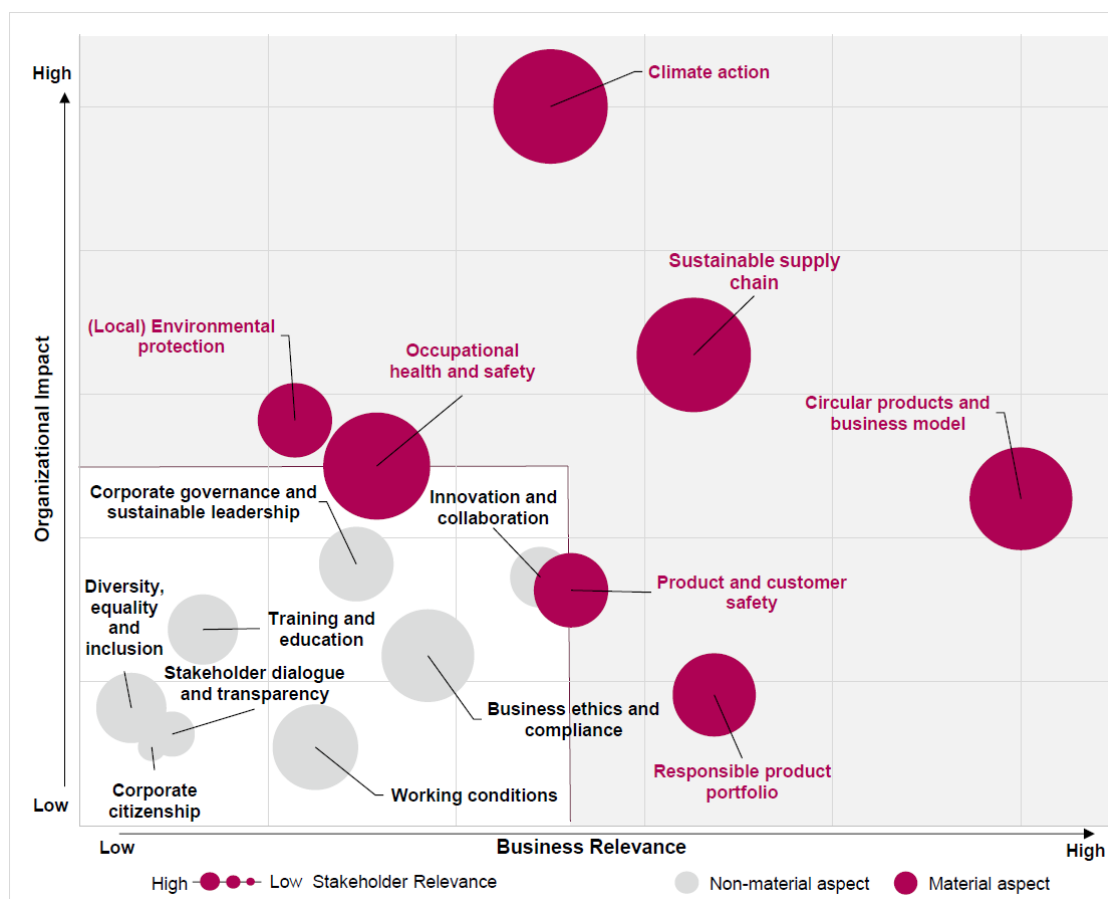 High
Climate action
Sustainable supply
chain
(Local) Environmental
protection
Occupational
health and safety
Circular products and
business model
Organizational Impact
Corporate governance and
sustainable leadership
Innovation and
collaboration
Diversity,
equality
and
inclusion
Training and
education
Product and customer
safety
Stakeholder dialogue
and transparency
Business ethics and
compliance
Corporate
citizenship
Working conditions
Responsible product
portfolio
Low
Low
Business Relevance
High
High
Low Stakeholder Relevance
Non-material aspect
Material aspect